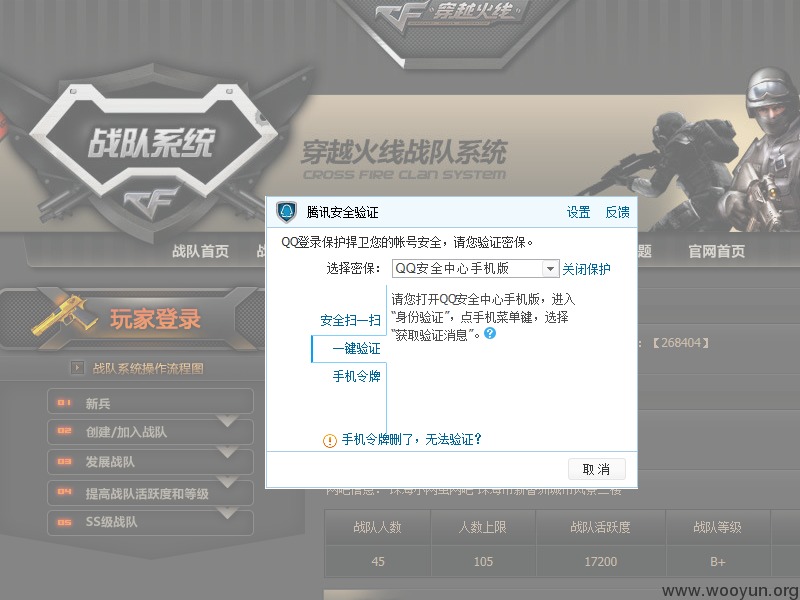 穿越火线
战队系统
穿越火线战队系统
CROSS FIRE CLAN SYSTEM
战队首页
战
题
官网首页
玩家登录
战队系统操作流程图
01 新兵
02 创建/加入战队
03 发展战队
04 提高战队活跃度和等级
05 SS级战队
腾讯安全验证
设置 反馈
QQ登录保护捍卫您的帐号安全，请您验证密保。
选择密保： QQ安全中心手机版 关闭保护
安全扫一扫
一键验证
手机令牌
请您打开QQ安全中心手机版，进入
“身份验证”，点手机菜单键，选择
“获取验证消息”。
手机令牌删了，无法验证？
取消
：【268404】
战队人数 人数上限 战队活跃度 战队等级
45 105 17200 B+
www.wooyun.org